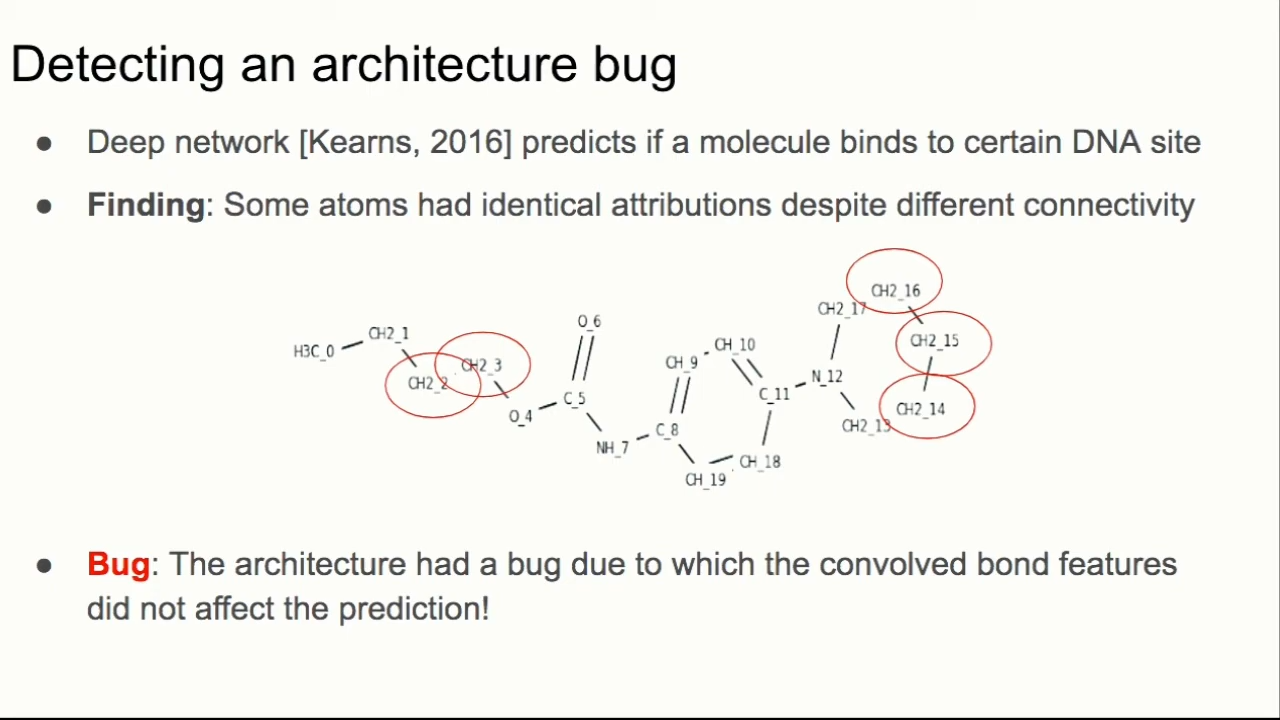 Detecting an architecture bug
● Deep network [Kearns, 2016] predicts if a molecule binds to certain DNA site
● Finding: Some atoms had identical attributions despite different connectivity
CH2_16
CH2_17
O_6
CH2_1
CH2_15
CH_10
H3C_0
CH_9
CH2_3
N_12
CH2_2
C_11
C_5
CH2_14
O_4
CH2_13
C_8
NH_7
CH_18
CH_19
● Bug: The architecture had a bug due to which the convolved bond features
did not affect the prediction!